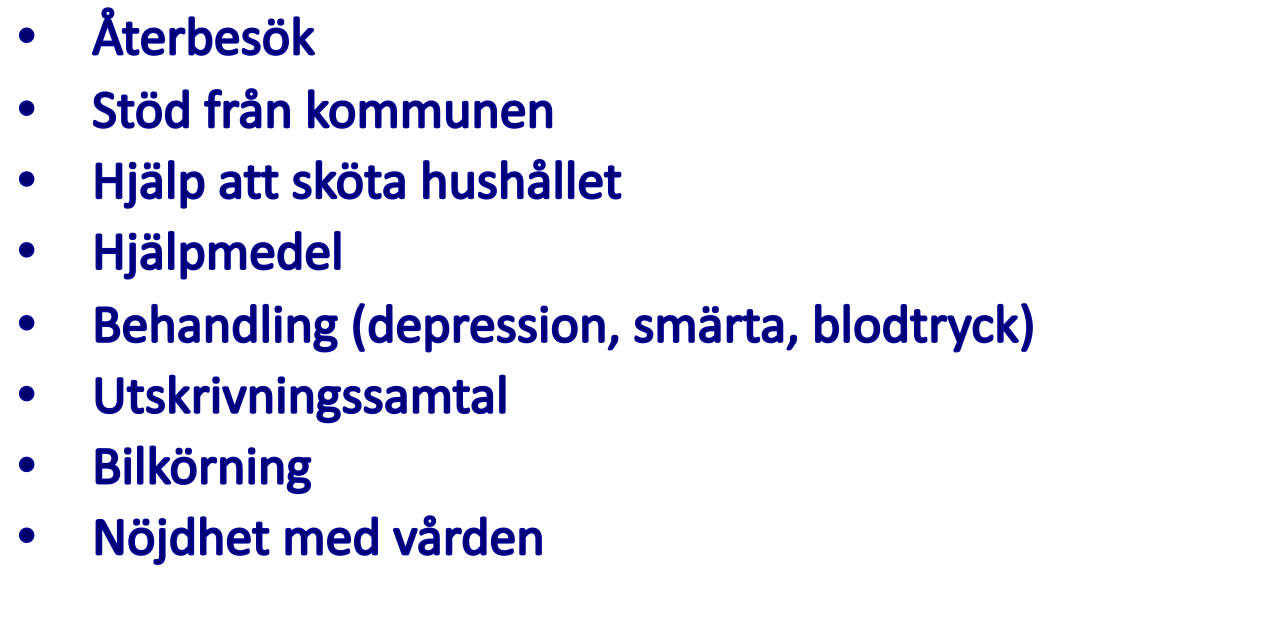 • Återbesök
• Stöd från kommunen
• Hjälp att sköta hushållet
• Hjälpmedel
• Behandling (depression, smärta, blodtryck)
• Utskrivningssamtal
• Bilkörning
• Nöjdhet med vården